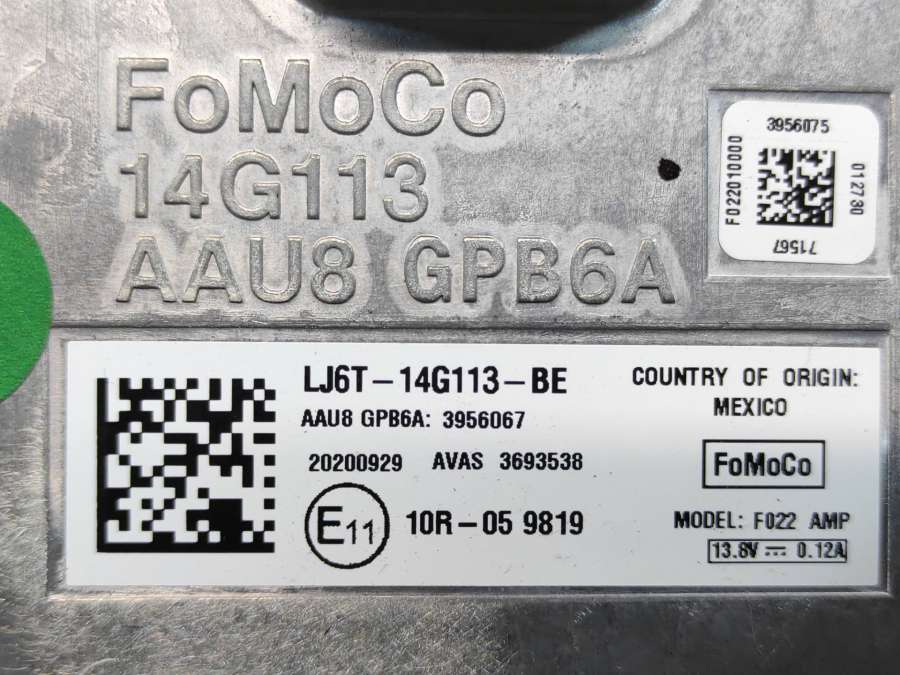 FoMoCo
14G113
AAU8 GPB6A
3956075
F022010000
012730
71567
LJ6T-14G113-BE
AAU8 GPB6A: 3956067
20200929 AVAS 3693538
E11 10R-05 9819
COUNTRY OF ORIGIN:
MEXICO
FoMoCo
MODEL: F022 AMP
13.8V ⎓ 0.12A